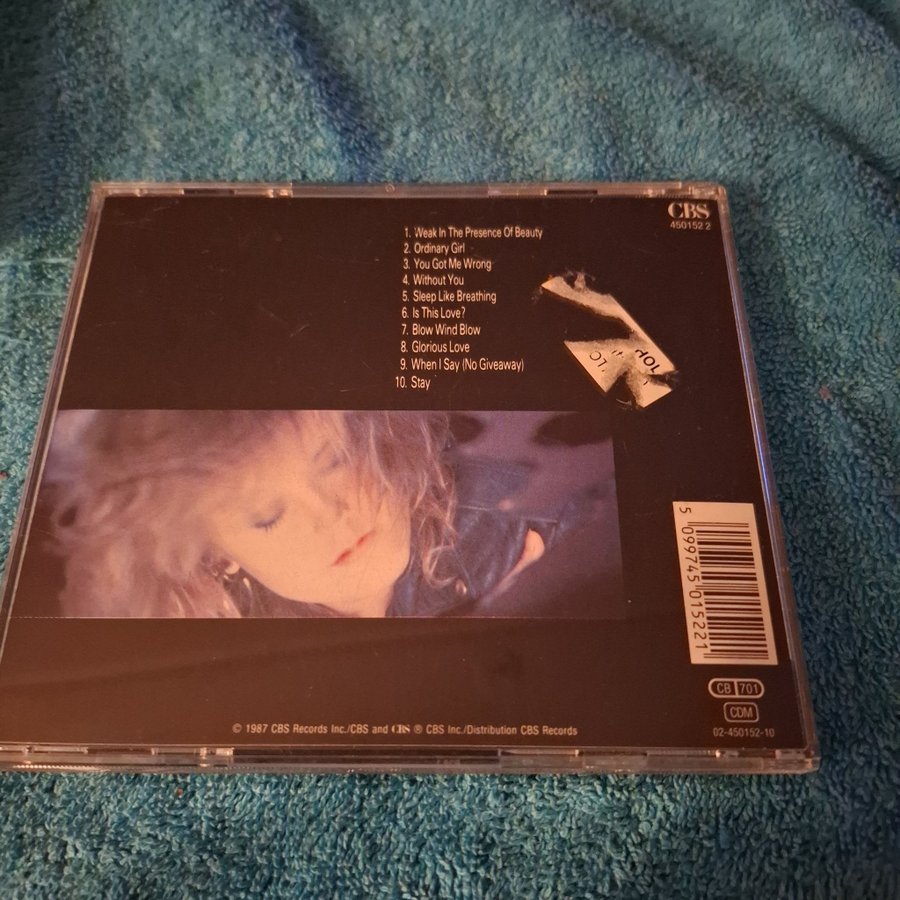 CBS
450152 2
1. Weak In The Presence Of Beauty
2. Ordinary Girl
3. You Got Me Wrong
4. Without You
5. Sleep Like Breathing
6. Is This Love?
7. Blow Wind Blow
8. Glorious Love
9. When I Say (No Giveaway)
10. Stay
5 099745 015221
CB 701
CDM
02-450152-10
© 1987 CBS Records Inc./CBS and CBS ® CBS Inc./Distribution CBS Records